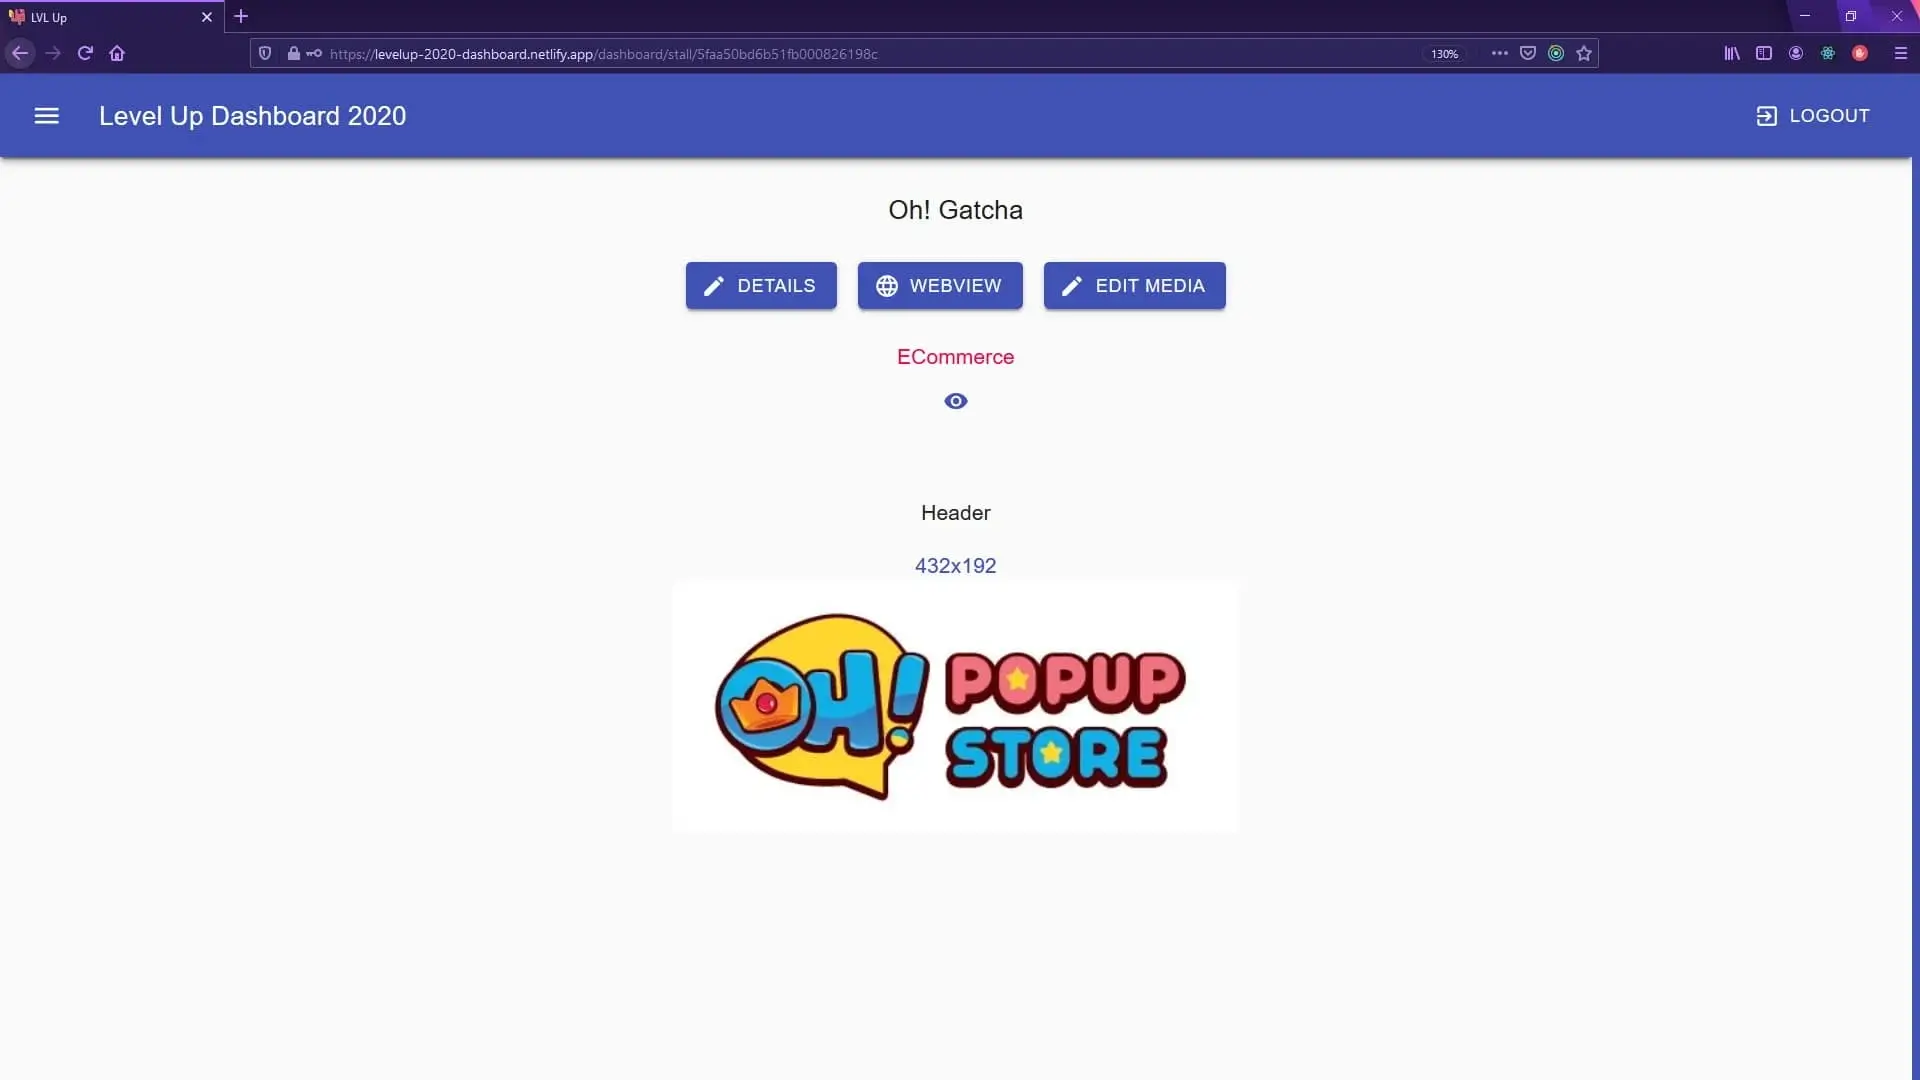 LVL Up
https://levelup-2020-dashboard.netlify.app/dashboard/stall/5faa50bd6b51fb000826198c
130%
Level Up Dashboard 2020
LOGOUT
Oh! Gatcha
DETAILS
WEBVIEW
EDIT MEDIA
ECommerce
Header
432x192
OH! POPUP
STORE